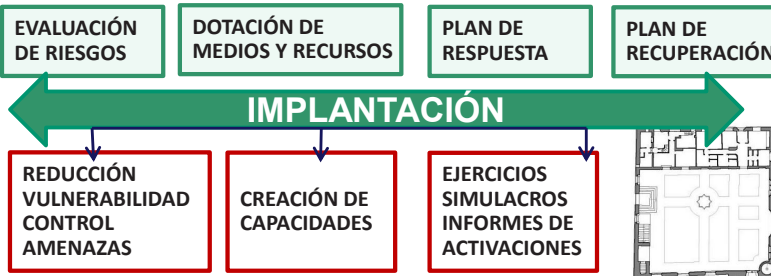 EVALUACIÓN
DE RIESGOS
DOTACIÓN DE
MEDIOS Y RECURSOS
PLAN DE
RESPUESTA
PLAN DE
RECUPERACIÓN
IMPLANTACIÓN
REDUCCIÓN
VULNERABILIDAD
CONTROL
AMENAZAS
CREACIÓN DE
CAPACIDADES
EJERCICIOS
SIMULACROS
INFORMES DE
ACTIVACIONES